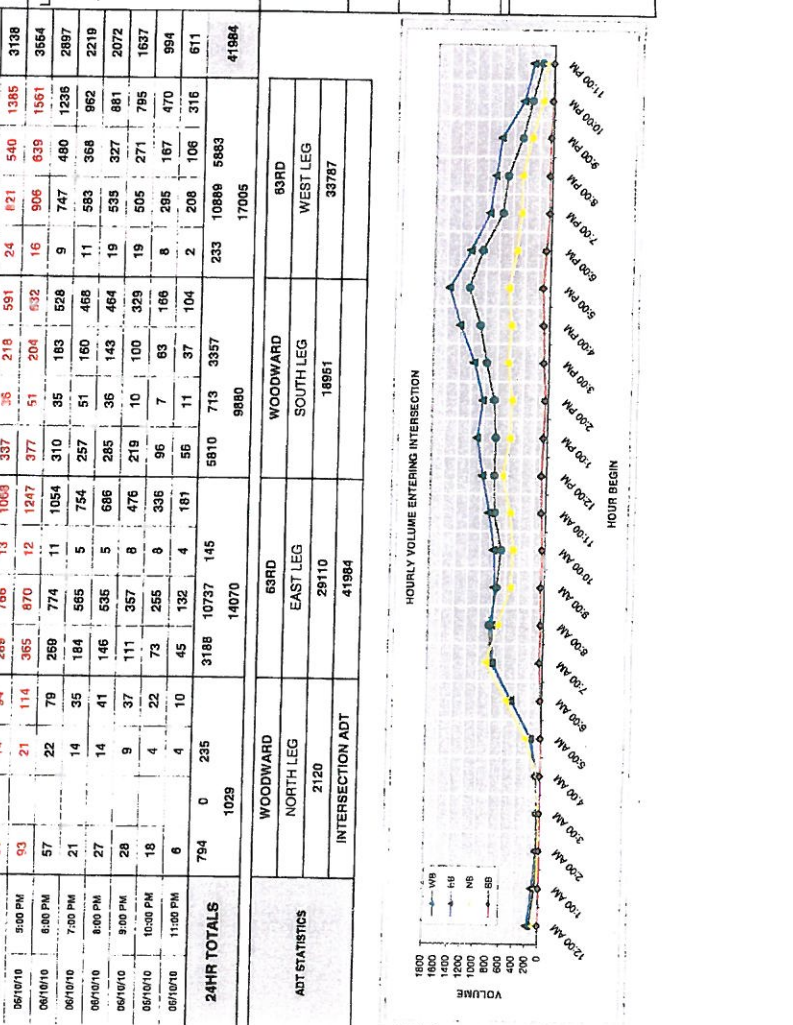 766 13 1068 337 36 218 591 24 821 540 1385 3138
06/10/10 5:00 PM 93 21 114 365 870 12 1247 377 51 204 632 16 906 639 1561 3554
06/10/10 6:00 PM 57 22 79 269 774 11 1054 310 35 183 528 9 747 480 1236 2897
06/10/10 7:00 PM 21 14 35 184 565 5 754 257 51 160 468 11 583 368 962 2219
06/10/10 8:00 PM 27 14 41 146 535 5 686 285 36 143 464 19 535 327 881 2072
06/10/10 9:00 PM 28 9 37 111 357 8 476 219 10 100 329 19 505 271 795 1637
06/10/10 10:00 PM 18 4 22 73 255 8 336 96 7 63 166 8 295 167 470 994
06/10/10 11:00 PM 6 4 10 45 132 4 181 56 11 37 104 2 208 106 316 611
24HR TOTALS 794 0 235 3188 10737 145 5810 713 3357 233 10889 5883 41984
1029 14070 9880 17005
ADT STATISTICS
WOODWARD 63RD WOODWARD 63RD
NORTH LEG EAST LEG SOUTH LEG WEST LEG
2120 29110 18951 33787
INTERSECTION ADT 41984
HOURLY VOLUME ENTERING INTERSECTION
WB
EB
NB
SB
VOLUME
1800
1600
1400
1200
1000
800
600
400
200
0
12:00 AM 1:00 AM 2:00 AM 3:00 AM 4:00 AM 5:00 AM 6:00 AM 7:00 AM 8:00 AM 9:00 AM 10:00 AM 11:00 AM 12:00 PM 1:00 PM 2:00 PM 3:00 PM 4:00 PM 5:00 PM 6:00 PM 7:00 PM 8:00 PM 9:00 PM 10:00 PM 11:00 PM
HOUR BEGIN